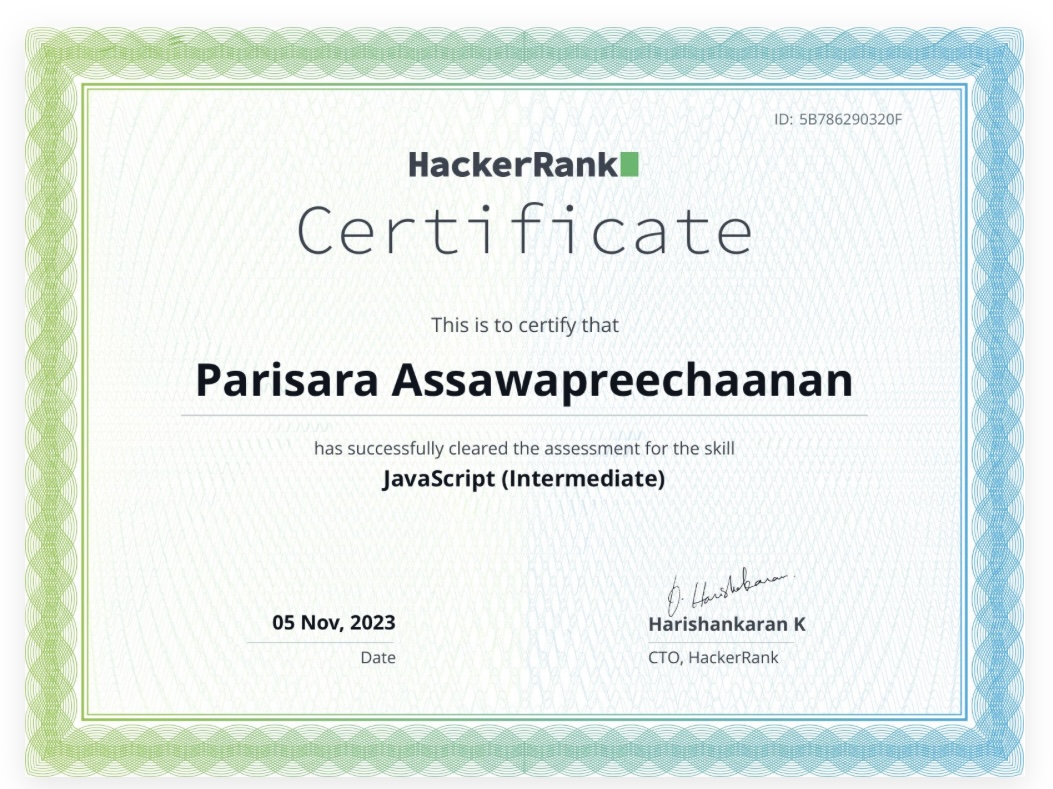 ID: 5B786290320F
HackerRank
Certificate
This is to certify that
Parisara Assawapreechaanan
has successfully cleared the assessment for the skill
JavaScript (Intermediate)
05 Nov, 2023
Date
Harishankaran K
CTO, HackerRank